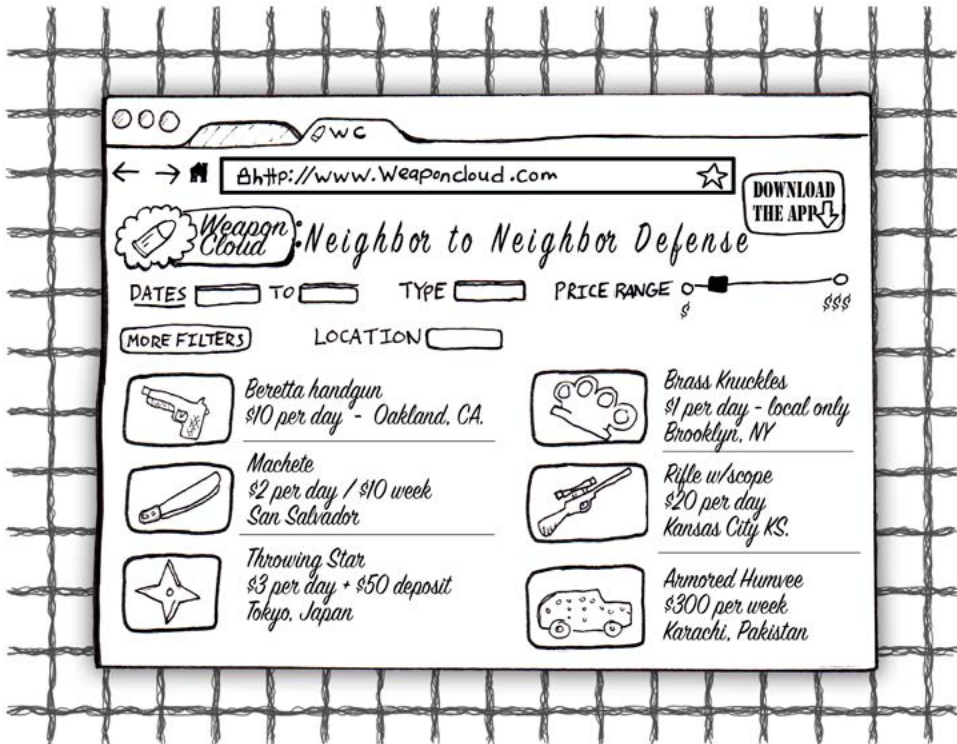 WC
http://www.Weaponcloud.com
DOWNLOAD
THE APP
Weapon
Cloud
: Neighbor to Neighbor Defense
DATES TO TYPE PRICE RANGE
$ $$$
MORE FILTERS LOCATION
Beretta handgun
$10 per day - Oakland, CA.
Machete
$2 per day / $10 week
San Salvador
Throwing Star
$3 per day + $50 deposit
Tokyo, Japan
Brass Knuckles
$1 per day - local only
Brooklyn, NY
Rifle w/scope
$20 per day
Kansas City KS.
Armored Humvee
$300 per week
Karachi, Pakistan